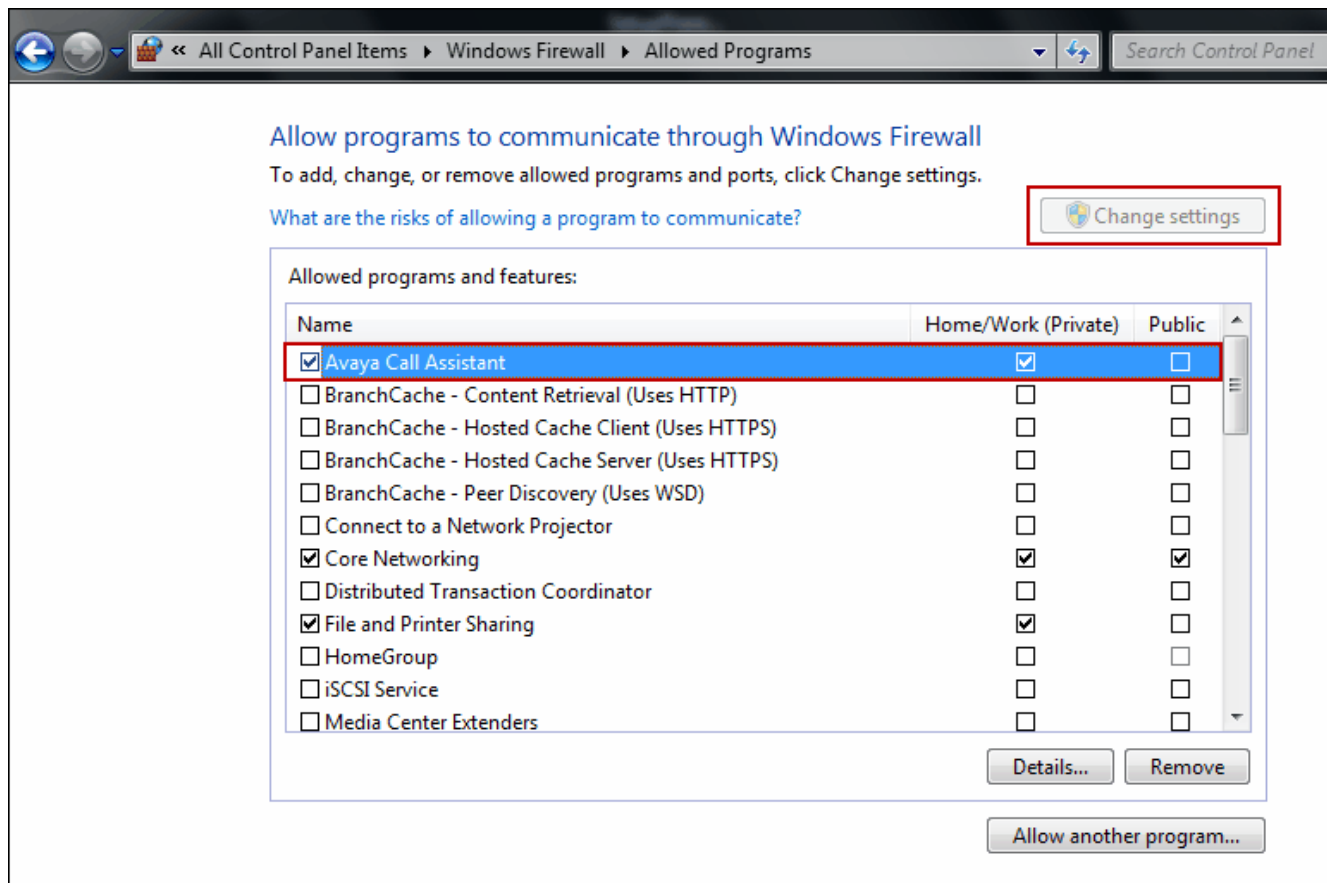 « All Control Panel Items ▸ Windows Firewall ▸ Allowed Programs
Search Control Panel
Allow programs to communicate through Windows Firewall
To add, change, or remove allowed programs and ports, click Change settings.
What are the risks of allowing a program to communicate?
Change settings
Allowed programs and features:
Name Home/Work (Private) Public
Avaya Call Assistant
BranchCache - Content Retrieval (Uses HTTP)
BranchCache - Hosted Cache Client (Uses HTTPS)
BranchCache - Hosted Cache Server (Uses HTTPS)
BranchCache - Peer Discovery (Uses WSD)
Connect to a Network Projector
Core Networking
Distributed Transaction Coordinator
File and Printer Sharing
HomeGroup
iSCSI Service
Media Center Extenders
Details... Remove
Allow another program...